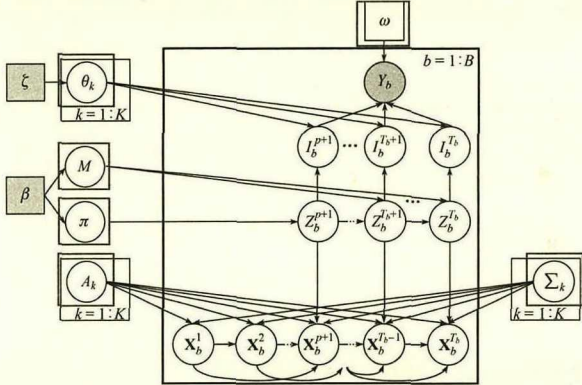 ω
b = 1:B
ζ
θ_k
Y_b
k = 1:K
I_b^{p+1} ... I_b^{T_b+1} I_b^{T_b}
M
β
...
π
Z_b^{p+1} ... Z_b^{T_b+1} ... Z_b^{T_b}
A_k
Σ_k
k = 1:K
k = 1:K
X_b^1 X_b^2 ... X_b^{p+1} ... X_b^{T_b-1} X_b^{T_b}